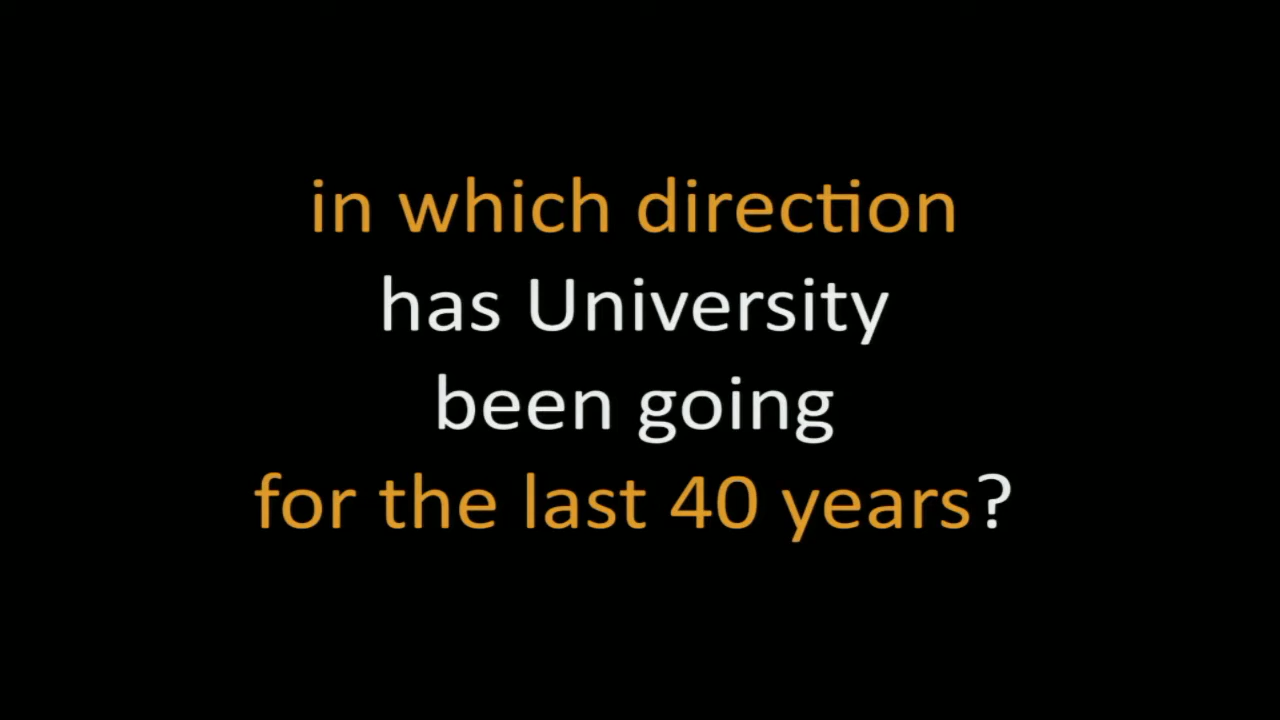 in which direction
has University
been going
for the last 40 years?